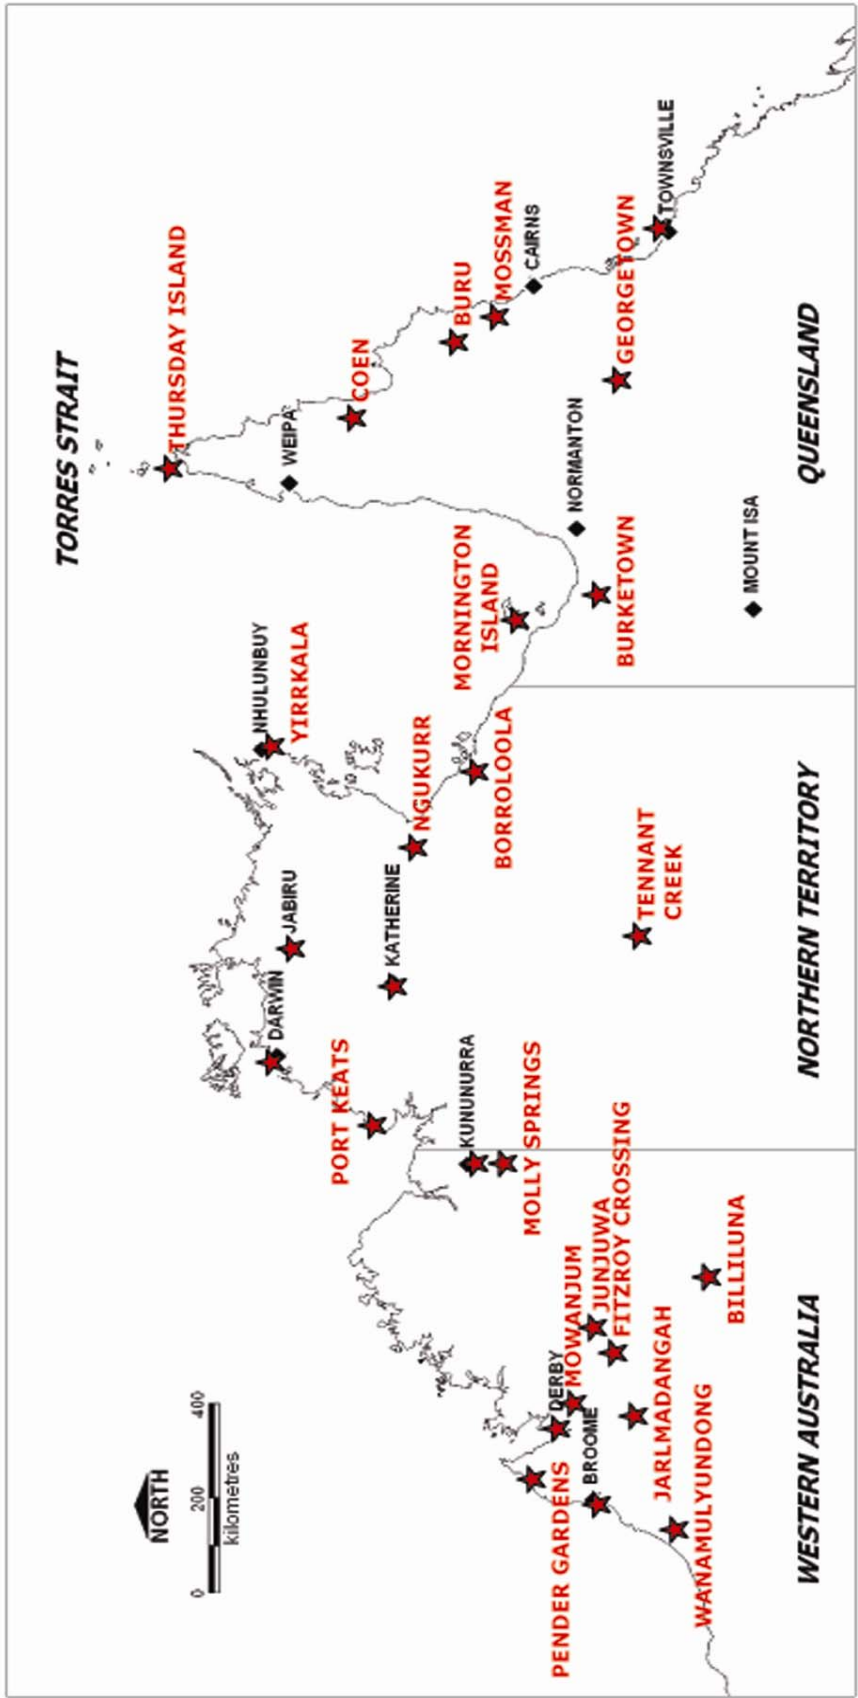 TORRES STRAIT
THURSDAY ISLAND
WEIPA
COEN
BURU
MOSSMAN
CAIRNS
GEORGETOWN
TOWNSVILLE
NORMANTON
MORNINGTON
ISLAND
BURKETOWN
MOUNT ISA
QUEENSLAND
NHULUNBUY
YIRRKALA
NGUKURR
BORROLOOLA
JABIRU
DARWIN
KATHERINE
TENNANT
CREEK
PORT KEATS
NORTHERN TERRITORY
KUNUNURRA
MOLLY SPRINGS
FITZROY CROSSING
JUNJUWA
MOWANJUM
DERBY
BROOME
PENDER GARDENS
JARLMADANGAH
WANAMULYUNDONG
BILLILUNA
WESTERN AUSTRALIA
NORTH
0 200 400
kilometres